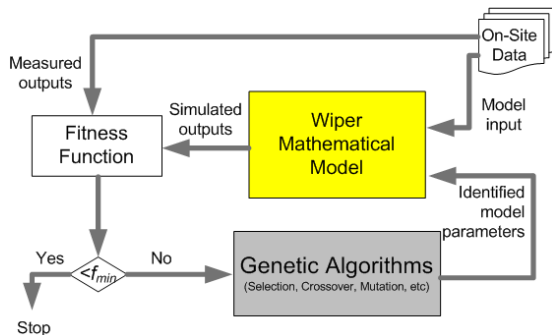 On-Site
Data
Measured
outputs
Simulated
outputs
Wiper
Mathematical
Model
Model
input
Fitness
Function
Identified
model
parameters
Yes
<fmin
No
Genetic Algorithms
(Selection, Crossover, Mutation, etc)
Stop